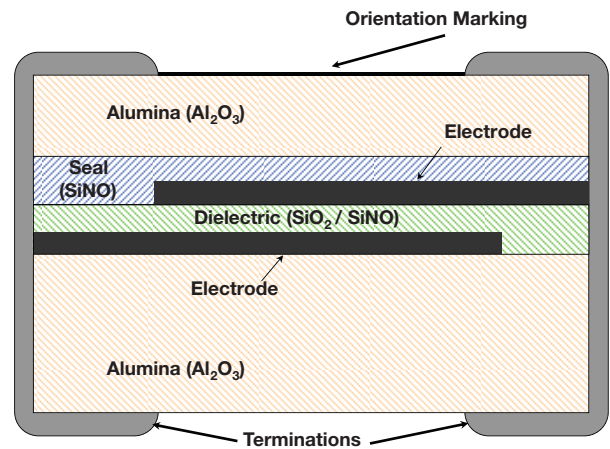 Orientation Marking
Alumina (Al₂O₃)
Electrode
Seal
(SiNO)
Dielectric (SiO₂ / SiNO)
Electrode
Alumina (Al₂O₃)
Terminations